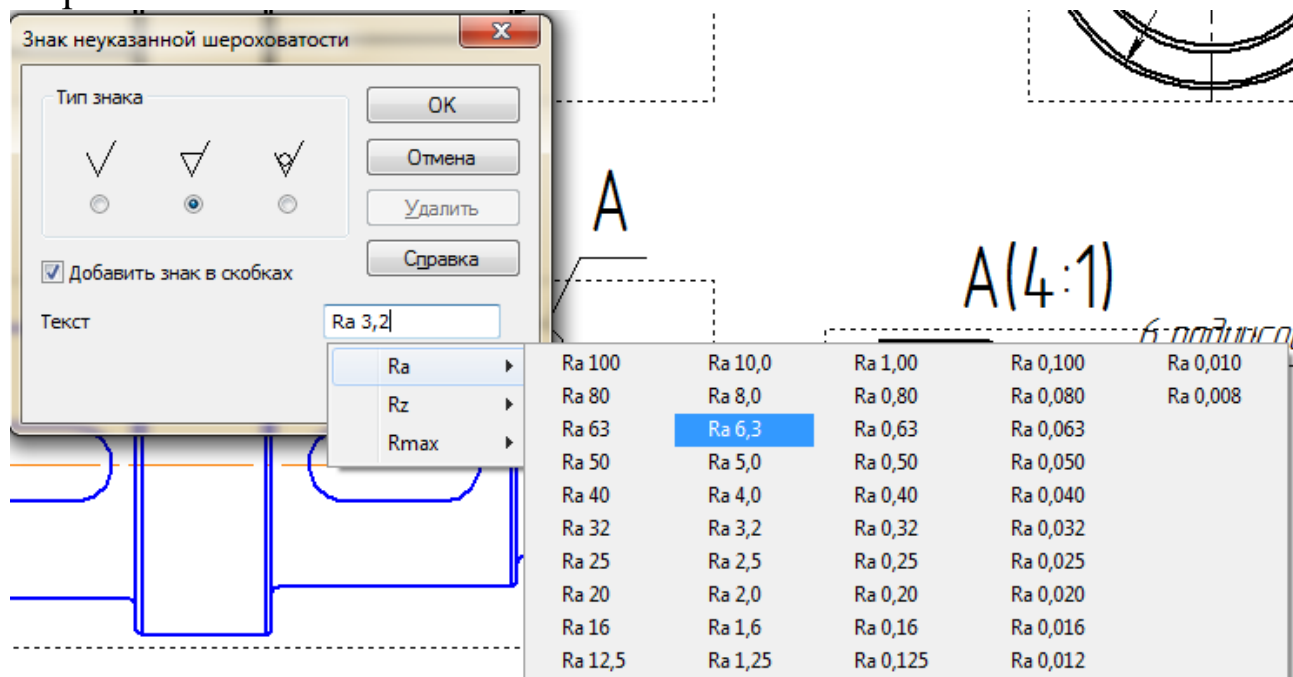 Знак неуказанной шероховатости
Тип знака
OK
Отмена
Удалить
Справка
Добавить знак в скобках
Текст
Ra 3,2
Ra
Rz
Rmax
Ra 100 Ra 10,0 Ra 1,00 Ra 0,100 Ra 0,010
Ra 80 Ra 8,0 Ra 0,80 Ra 0,080 Ra 0,008
Ra 63 Ra 6,3 Ra 0,63 Ra 0,063
Ra 50 Ra 5,0 Ra 0,50 Ra 0,050
Ra 40 Ra 4,0 Ra 0,40 Ra 0,040
Ra 32 Ra 3,2 Ra 0,32 Ra 0,032
Ra 25 Ra 2,5 Ra 0,25 Ra 0,025
Ra 20 Ra 2,0 Ra 0,20 Ra 0,020
Ra 16 Ra 1,6 Ra 0,16 Ra 0,016
Ra 12,5 Ra 1,25 Ra 0,125 Ra 0,012
А
А(4:1)